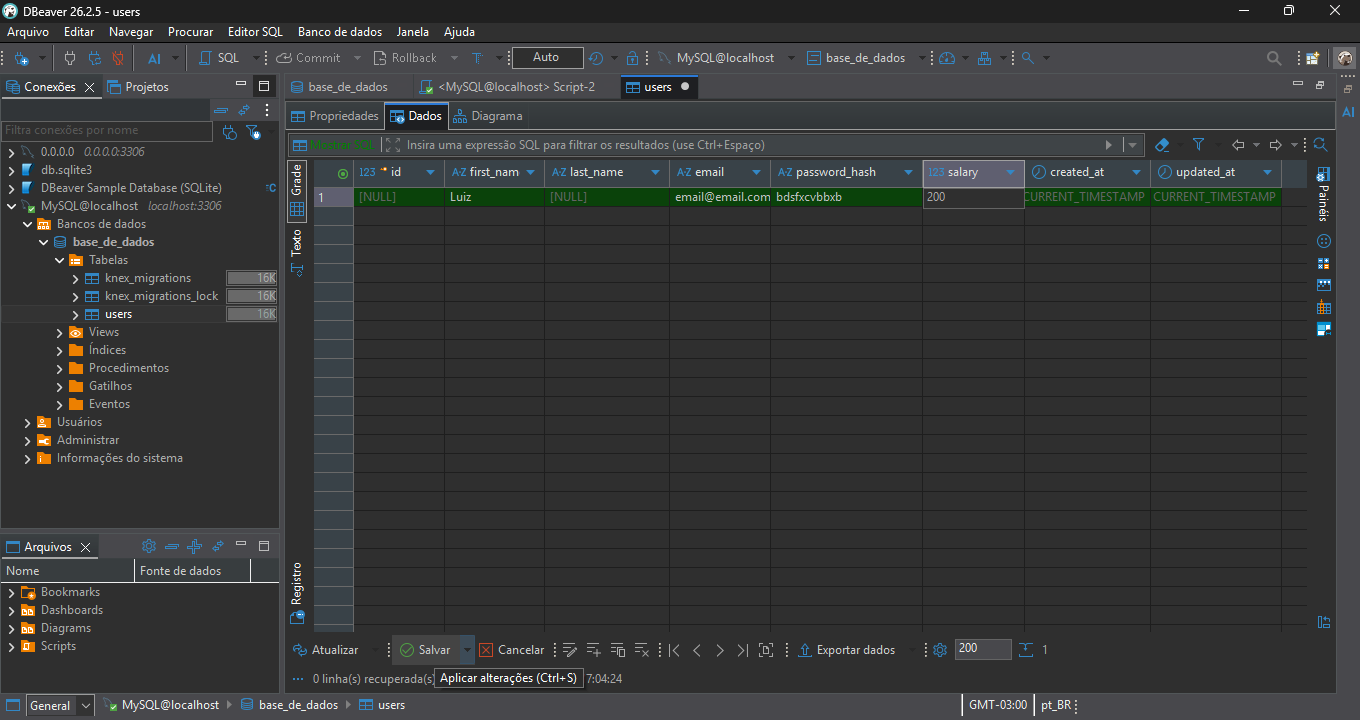 DBeaver 26.2.5 - users
Arquivo Editar Navegar Procurar Editor SQL Banco de dados Janela Ajuda
AI SQL Commit Rollback T Auto MySQL@localhost base_de_dados
Conexões Projetos
base_de_dados <MySQL@localhost> Script-2 users
Propriedades Dados Diagrama
Filtra conexões por nome
Mostrar SQL Insira uma expressão SQL para filtrar os resultados (use Ctrl+Espaço)
0.0.0.0 0.0.0.0:3306
db.sqlite3
DBeaver Sample Database (SQLite)
MySQL@localhost localhost:3306
Bancos de dados
base_de_dados
Tabelas
knex_migrations 16K
knex_migrations_lock 16K
users 16K
Views
Índices
Procedimentos
Gatilhos
Eventos
Usuários
Administrar
Informações do sistema
Grade
Texto
Registro
123 id A-Z first_nam A-Z last_name A-Z email A-Z password_hash 123 salary created_at updated_at
1 [NULL] Luiz [NULL] email@email.com bdsfxcvbbxb 200 CURRENT_TIMESTAMP CURRENT_TIMESTAMP
AI
Painéis
Arquivos
Nome Fonte de dados
Bookmarks
Dashboards
Diagrams
Scripts
Atualizar Salvar Cancelar Exportar dados 200 1
0 linha(s) recuperada(s) Aplicar alterações (Ctrl+S) 7:04:24
General MySQL@localhost base_de_dados users GMT-03:00 pt_BR